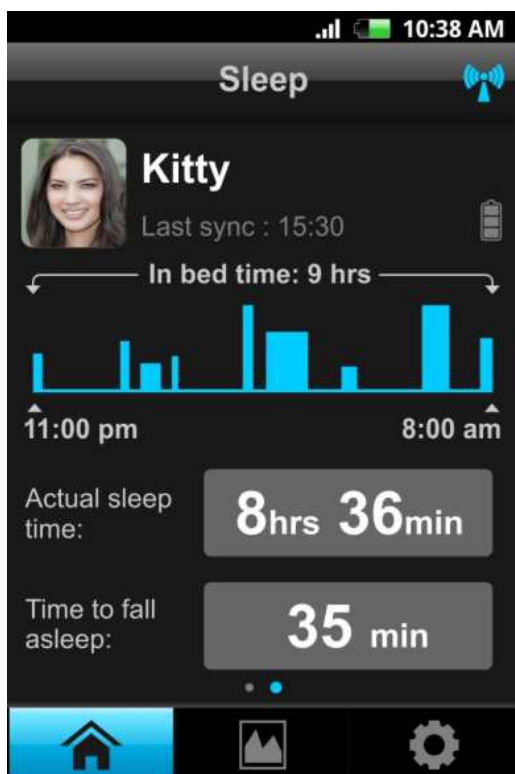 10:38 AM
Sleep
Kitty
Last sync : 15:30
In bed time: 9 hrs
11:00 pm 8:00 am
Actual sleep
time:
8hrs 36min
Time to fall
asleep:
35 min